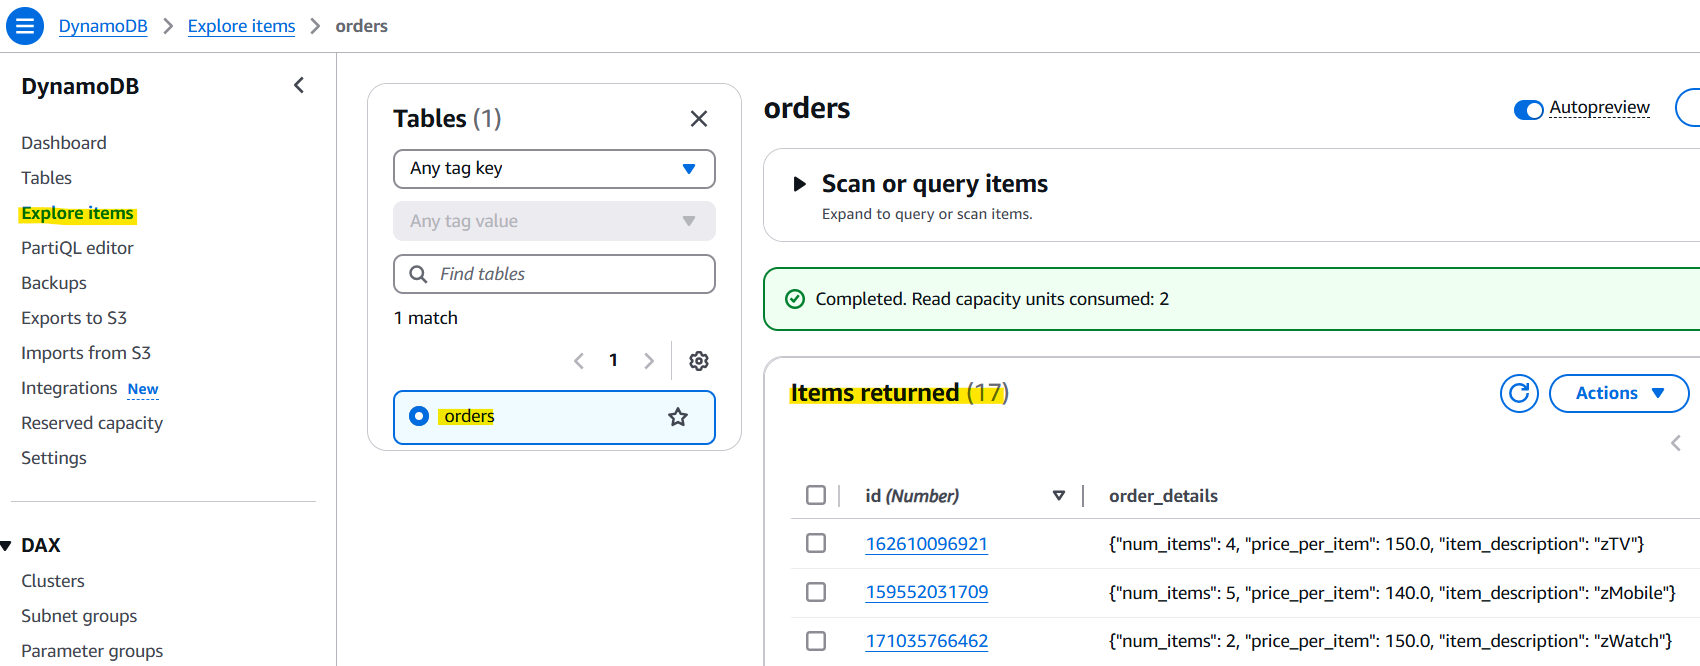 DynamoDB > Explore items > orders
DynamoDB
Dashboard
Tables
Explore items
PartiQL editor
Backups
Exports to S3
Imports from S3
Integrations New
Reserved capacity
Settings
DAX
Clusters
Subnet groups
Parameter groups
Tables (1)
Any tag key
Any tag value
Find tables
1 match
1
orders
orders
Autopreview
Scan or query items
Expand to query or scan items.
Completed. Read capacity units consumed: 2
Items returned (17)
Actions
id (Number) order_details
162610096921 {"num_items": 4, "price_per_item": 150.0, "item_description": "zTV"}
159552031709 {"num_items": 5, "price_per_item": 140.0, "item_description": "zMobile"}
171035766462 {"num_items": 2, "price_per_item": 150.0, "item_description": "zWatch"}